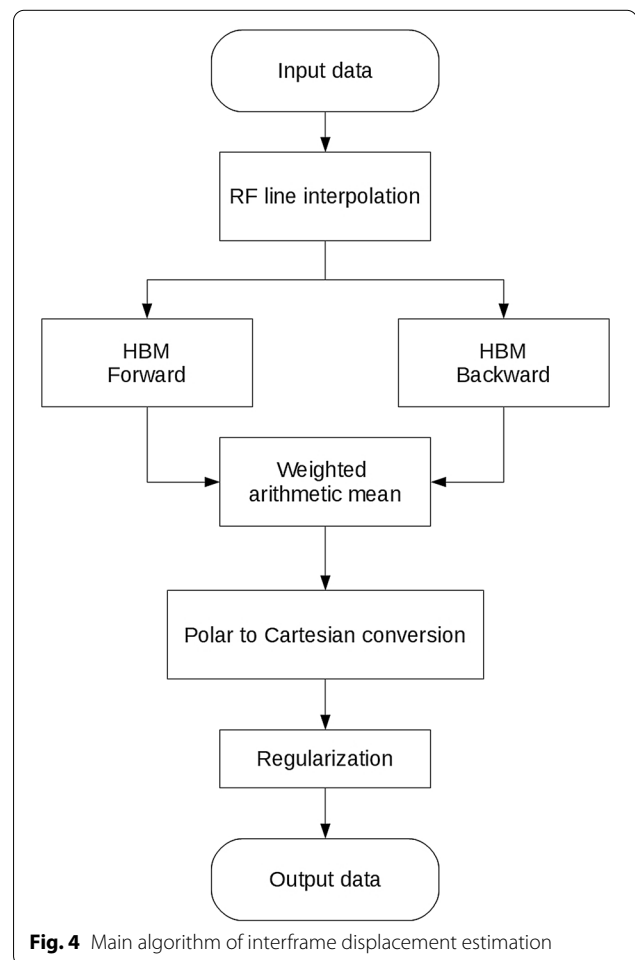 Input data
RF line interpolation
HBM
Forward
HBM
Backward
Weighted
arithmetic mean
Polar to Cartesian conversion
Regularization
Output data
Fig. 4 Main algorithm of interframe displacement estimation